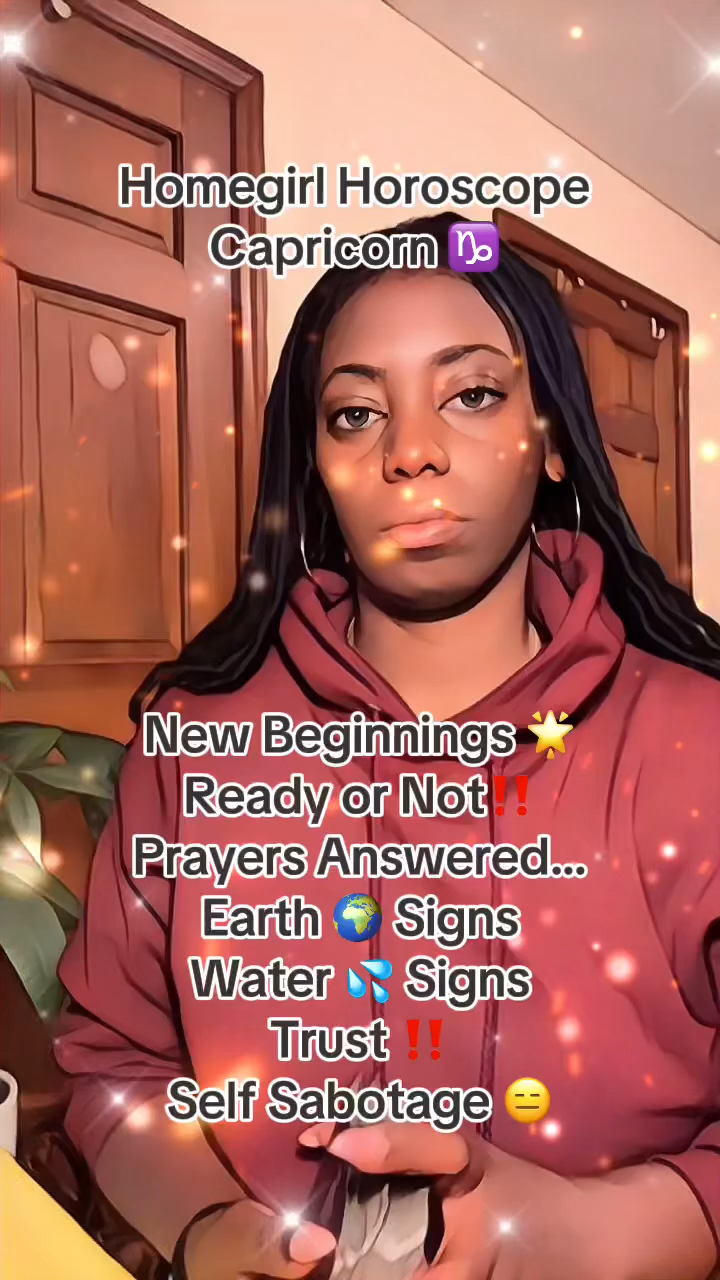 Homegirl Horoscope
Capricorn ♑
New Beginnings 🌟
Ready or Not‼️
Prayers Answered...
Earth 🌍 Signs
Water 💦 Signs
Trust ‼️
Self Sabotage 😑